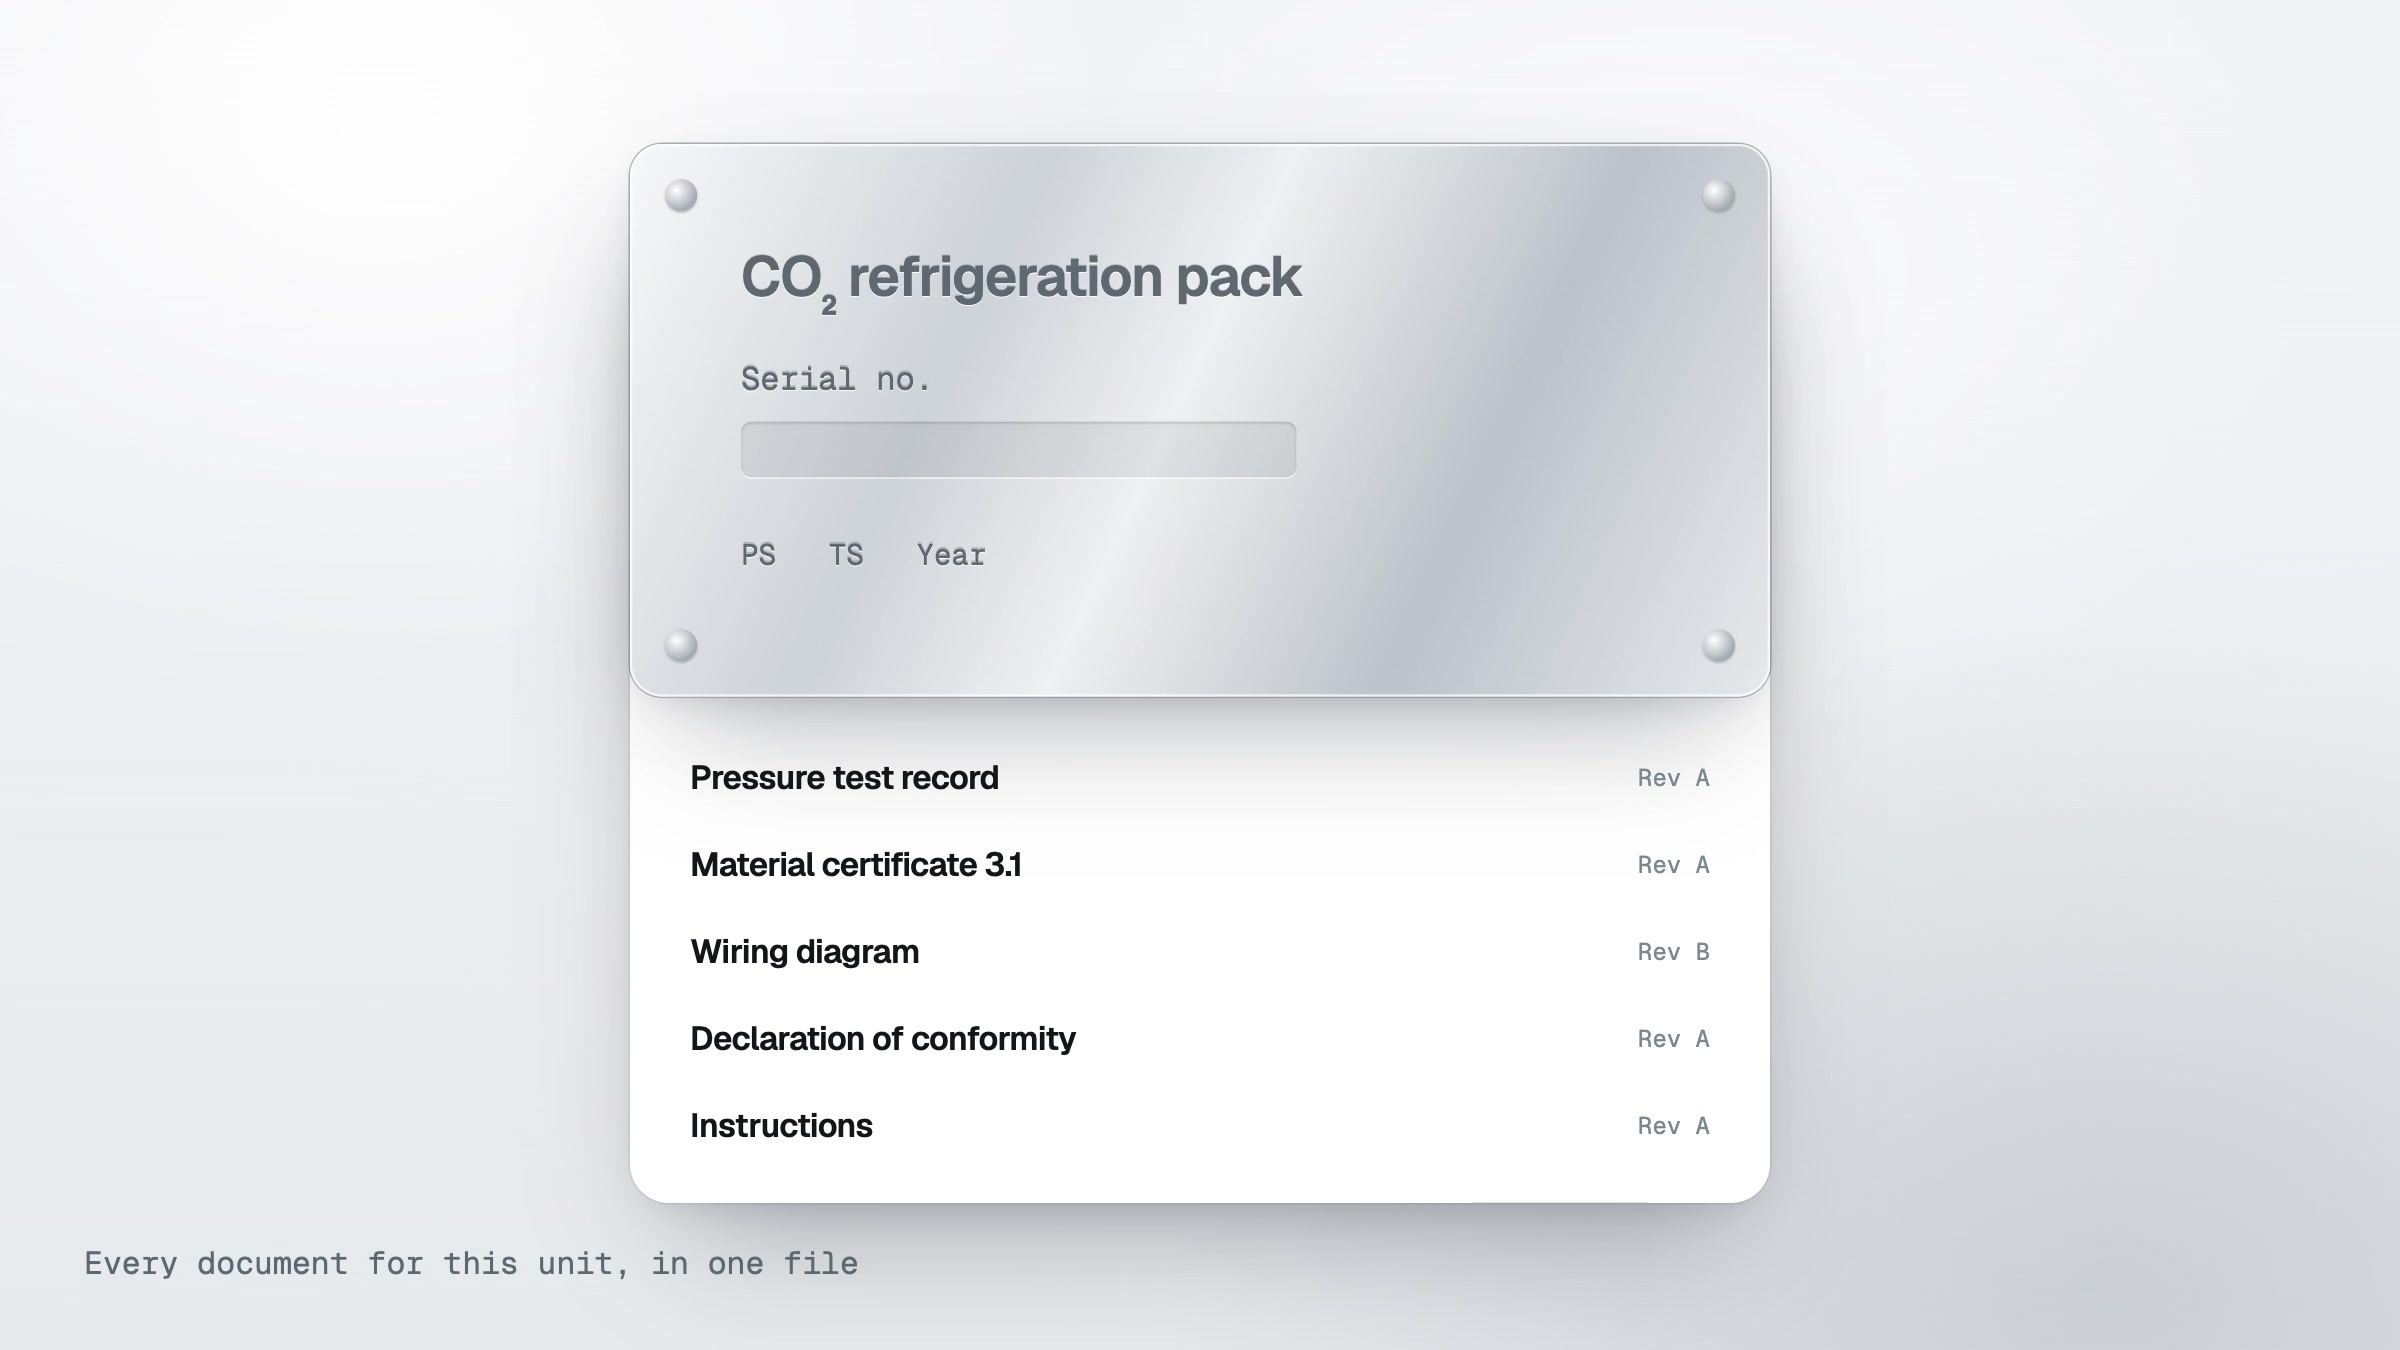 CO₂ refrigeration pack
Serial no.
PS TS Year
Pressure test record Rev A
Material certificate 3.1 Rev A
Wiring diagram Rev B
Declaration of conformity Rev A
Instructions Rev A
Every document for this unit, in one file